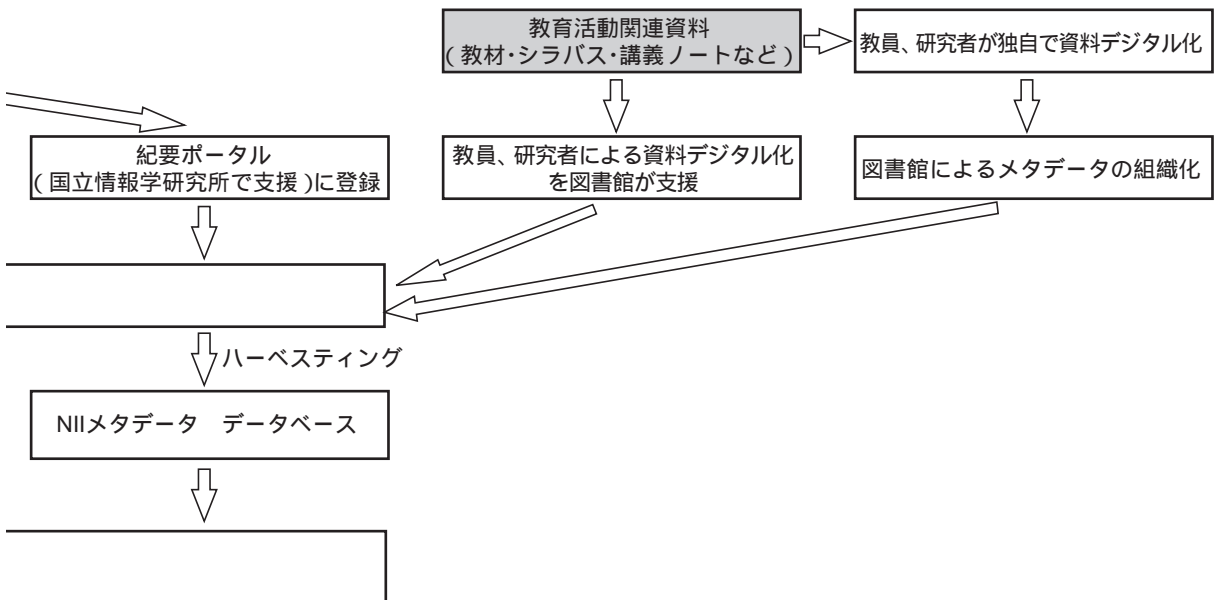 教育活動関連資料
(教材・シラバス・講義ノートなど)
教員、研究者が独自で資料デジタル化
紀要ポータル
(国立情報学研究所で支援)に登録
教員、研究者による資料デジタル化
を図書館が支援
図書館によるメタデータの組織化
ハーベスティング
NIIメタデータ　データベース